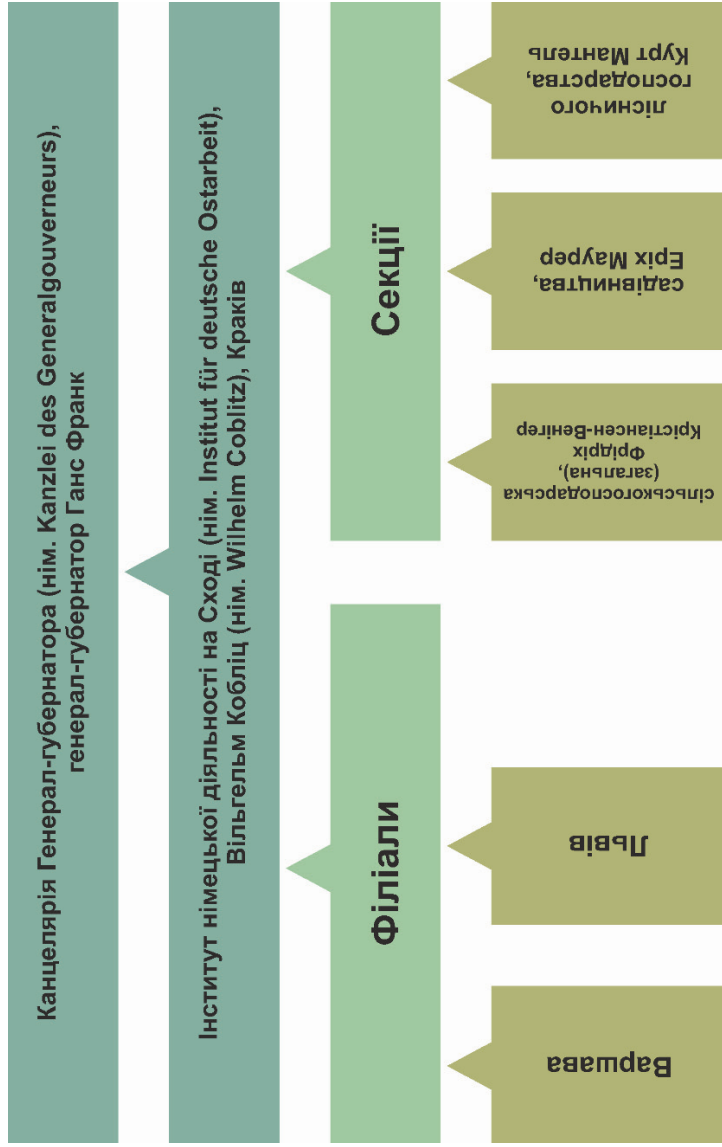 Канцелярія Генерал-губернатора (нім. Kanzlei des Generalgouverneurs),
генерал-губернатор Ганс Франк
Інститут німецької діяльності на Сході (нім. Institut für deutsche Ostarbeit),
Вільгельм Кобліц (нім. Wilhelm Coblitz), Краків
Філіали
Секції
Варшава
Львів
сільськогосподарська
(загальна),
Фрідріх
Крістіансен-Венігер
садівництва,
Еріх Маурер
лісничого
господарства,
Курт Мантель